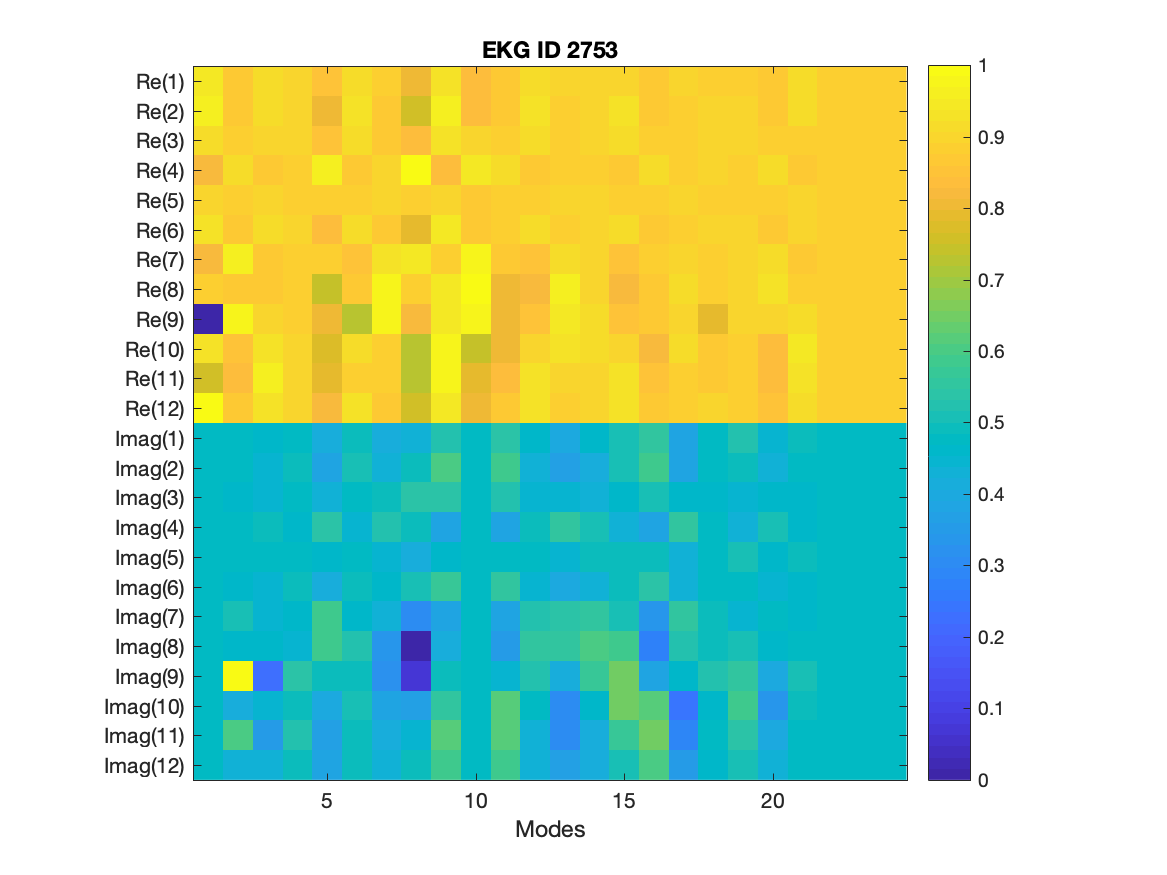 EKG ID 2753
Re(1)
Re(2)
Re(3)
Re(4)
Re(5)
Re(6)
Re(7)
Re(8)
Re(9)
Re(10)
Re(11)
Re(12)
Imag(1)
Imag(2)
Imag(3)
Imag(4)
Imag(5)
Imag(6)
Imag(7)
Imag(8)
Imag(9)
Imag(10)
Imag(11)
Imag(12)
5 10 15 20
Modes
1
0.9
0.8
0.7
0.6
0.5
0.4
0.3
0.2
0.1
0